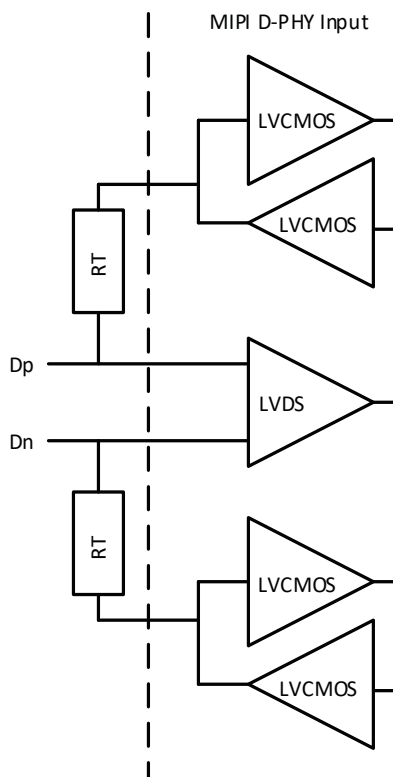 MIPI D-PHY Input
LVCMOS
LVCMOS
RT
Dp
LVDS
Dn
RT
LVCMOS
LVCMOS